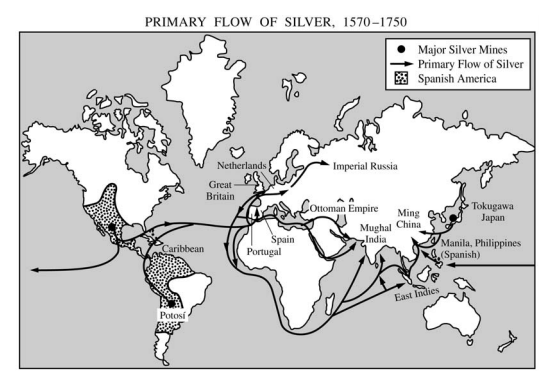 PRIMARY FLOW OF SILVER, 1570–1750
Major Silver Mines
Primary Flow of Silver
Spanish America
Netherlands
Imperial Russia
Great
Britain
Ottoman Empire
Ming
China
Tokugawa
Japan
Mughal
India
Spain
Portugal
Caribbean
Manila, Philippines
(Spanish)
East Indies
Potosí